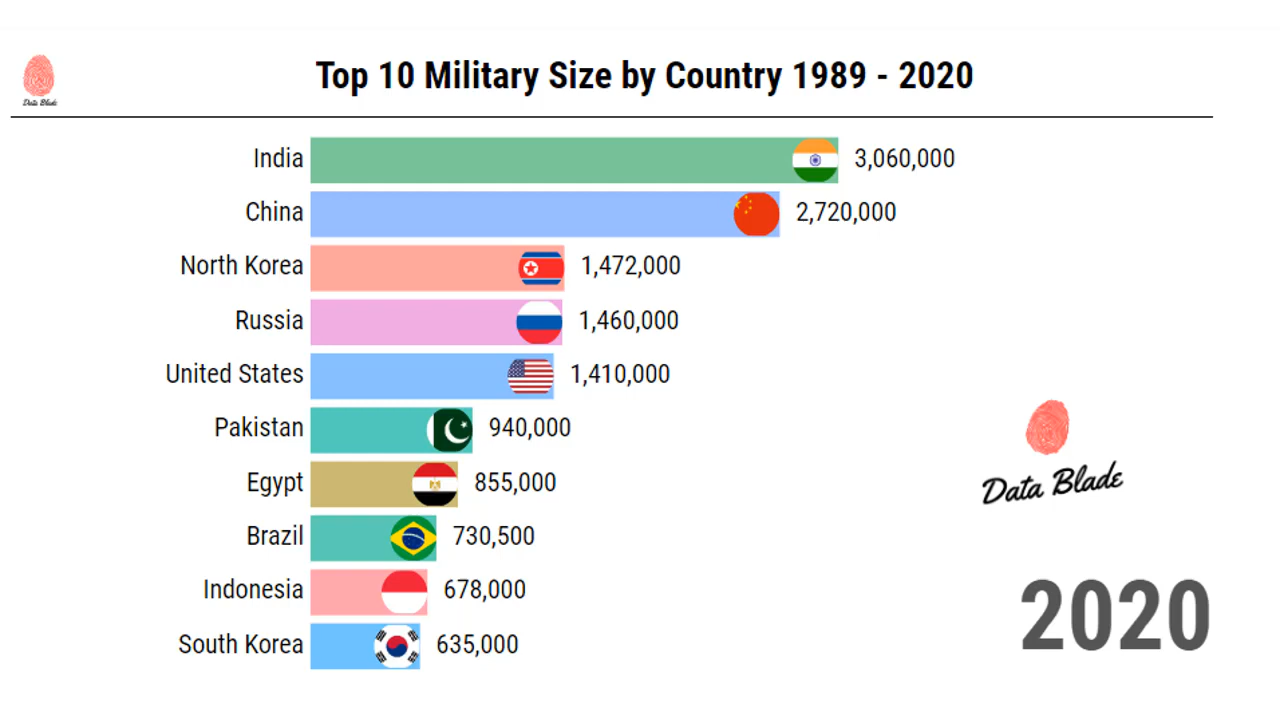 Data Blade
Top 10 Military Size by Country 1989 - 2020
India 3,060,000
China 2,720,000
North Korea 1,472,000
Russia 1,460,000
United States 1,410,000
Pakistan 940,000
Egypt 855,000
Brazil 730,500
Indonesia 678,000
South Korea 635,000
Data Blade
2020